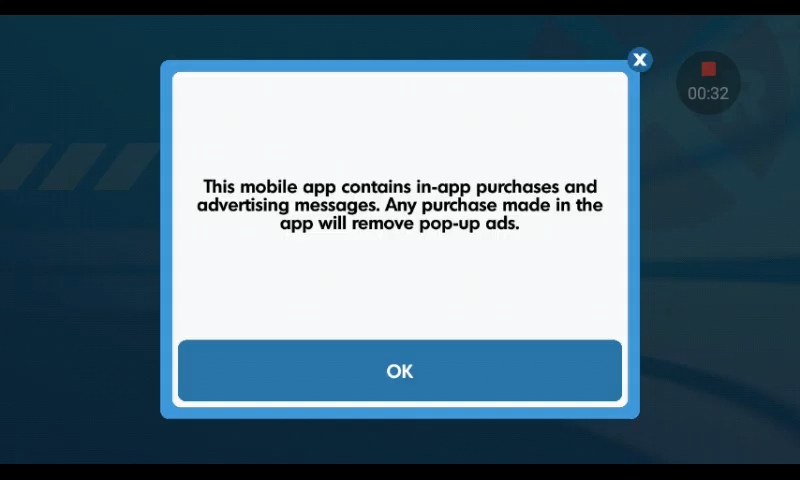 X
00:32
This mobile app contains in-app purchases and
advertising messages. Any purchase made in the
app will remove pop-up ads.
OK